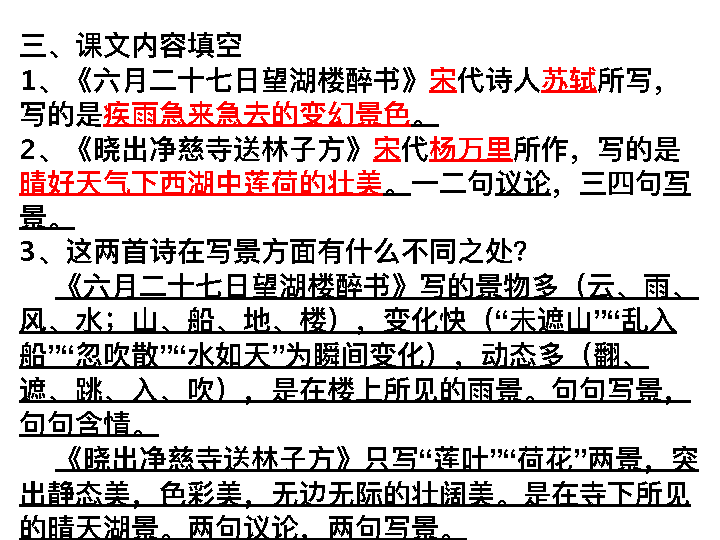 三、课文内容填空
1、《六月二十七日望湖楼醉书》宋代诗人苏轼所写，
写的是疾雨急来急去的变幻景色。
2、《晓出净慈寺送林子方》宋代杨万里所作，写的是
晴好天气下西湖中莲荷的壮美。一二句议论，三四句写
景。
3、这两首诗在写景方面有什么不同之处？
《六月二十七日望湖楼醉书》写的景物多（云、雨、
风、水；山、船、地、楼），变化快（“未遮山”“乱入
船”“忽吹散”“水如天”为瞬间变化），动态多（翻、
遮、跳、入、吹），是在楼上所见的雨景。句句写景，
句句含情。
《晓出净慈寺送林子方》只写“莲叶”“荷花”两景，突
出静态美，色彩美，无边无际的壮阔美。是在寺下所见
的晴天湖景。两句议论，两句写景。